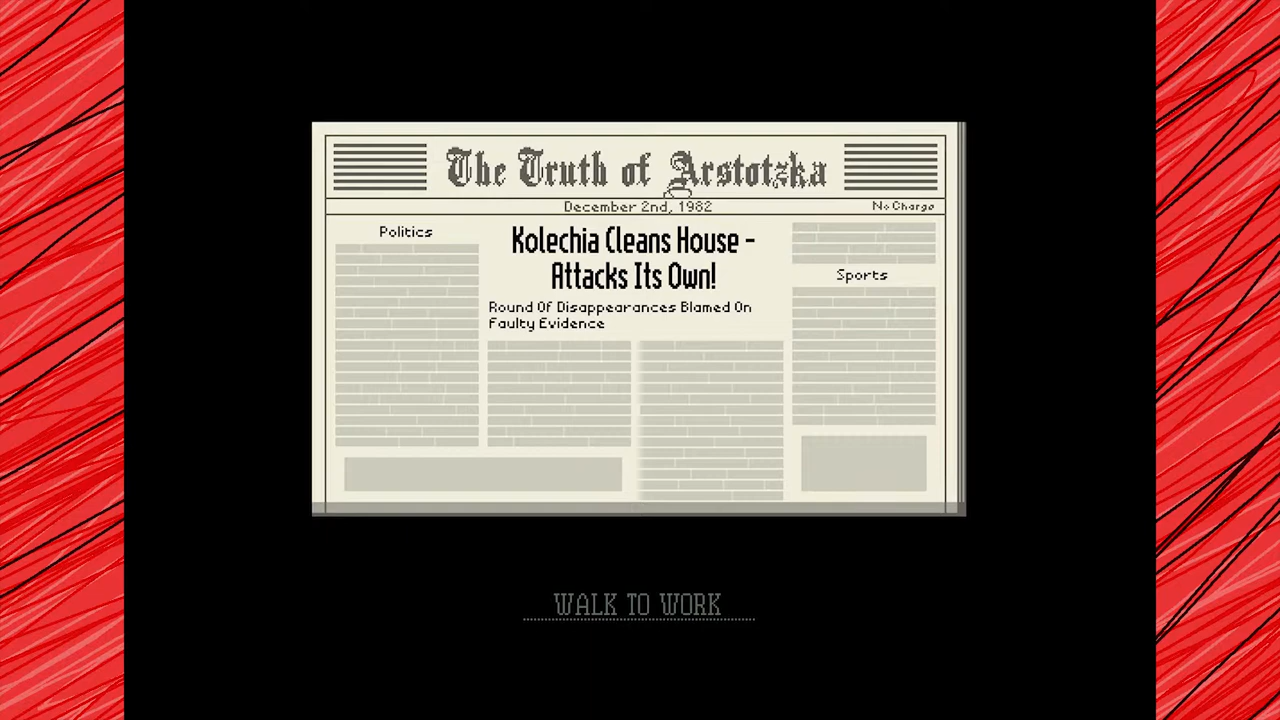 The Truth of Arstotzka
December 2nd, 1982
No Charge
Politics
Kolechia Cleans House -
Attacks Its Own!
Round Of Disappearances Blamed On
Faulty Evidence
Sports
WALK TO WORK